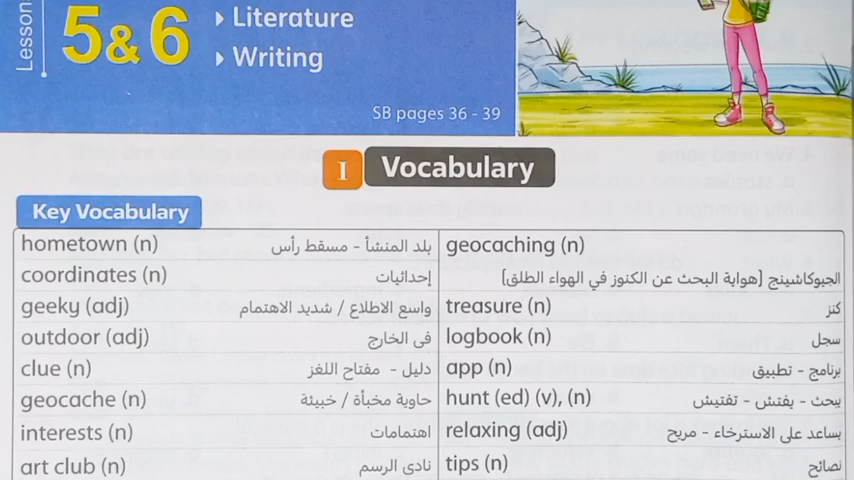 Lesson
5&6
Literature
Writing
SB pages 36 - 39
I Vocabulary
Key Vocabulary
hometown (n) بلد المنشأ - مسقط رأس
coordinates (n) إحداثيات
geeky (adj) واسع الاطلاع / شديد الاهتمام
outdoor (adj) فى الخارج
clue (n) دليل - مفتاح اللغز
geocache (n) حاوية مخبأة / خبيئة
interests (n) اهتمامات
art club (n) نادى الرسم
geocaching (n)
الجيوكاشينج [هواية البحث عن الكنوز في الهواء الطلق]
treasure (n) كنز
logbook (n) سجل
app (n) برنامج - تطبيق
hunt (ed) (v), (n) يبحث - يفتش - تفتيش
relaxing (adj) يساعد على الاسترخاء - مريح
tips (n) نصائح